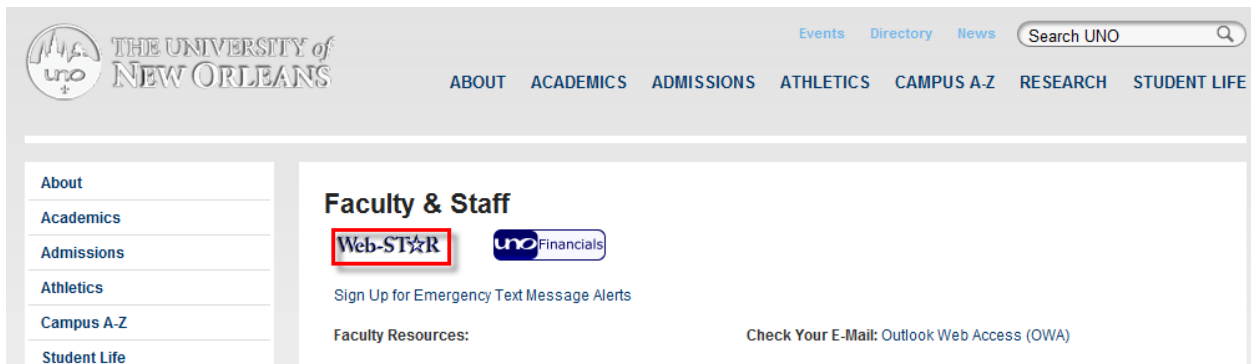 Events Directory News Search UNO
THE UNIVERSITY of
NEW ORLEANS
uno
ABOUT ACADEMICS ADMISSIONS ATHLETICS CAMPUS A-Z RESEARCH STUDENT LIFE
About
Academics
Admissions
Athletics
Campus A-Z
Student Life
Faculty & Staff
Web-ST☆R uno Financials
Sign Up for Emergency Text Message Alerts
Faculty Resources: Check Your E-Mail: Outlook Web Access (OWA)